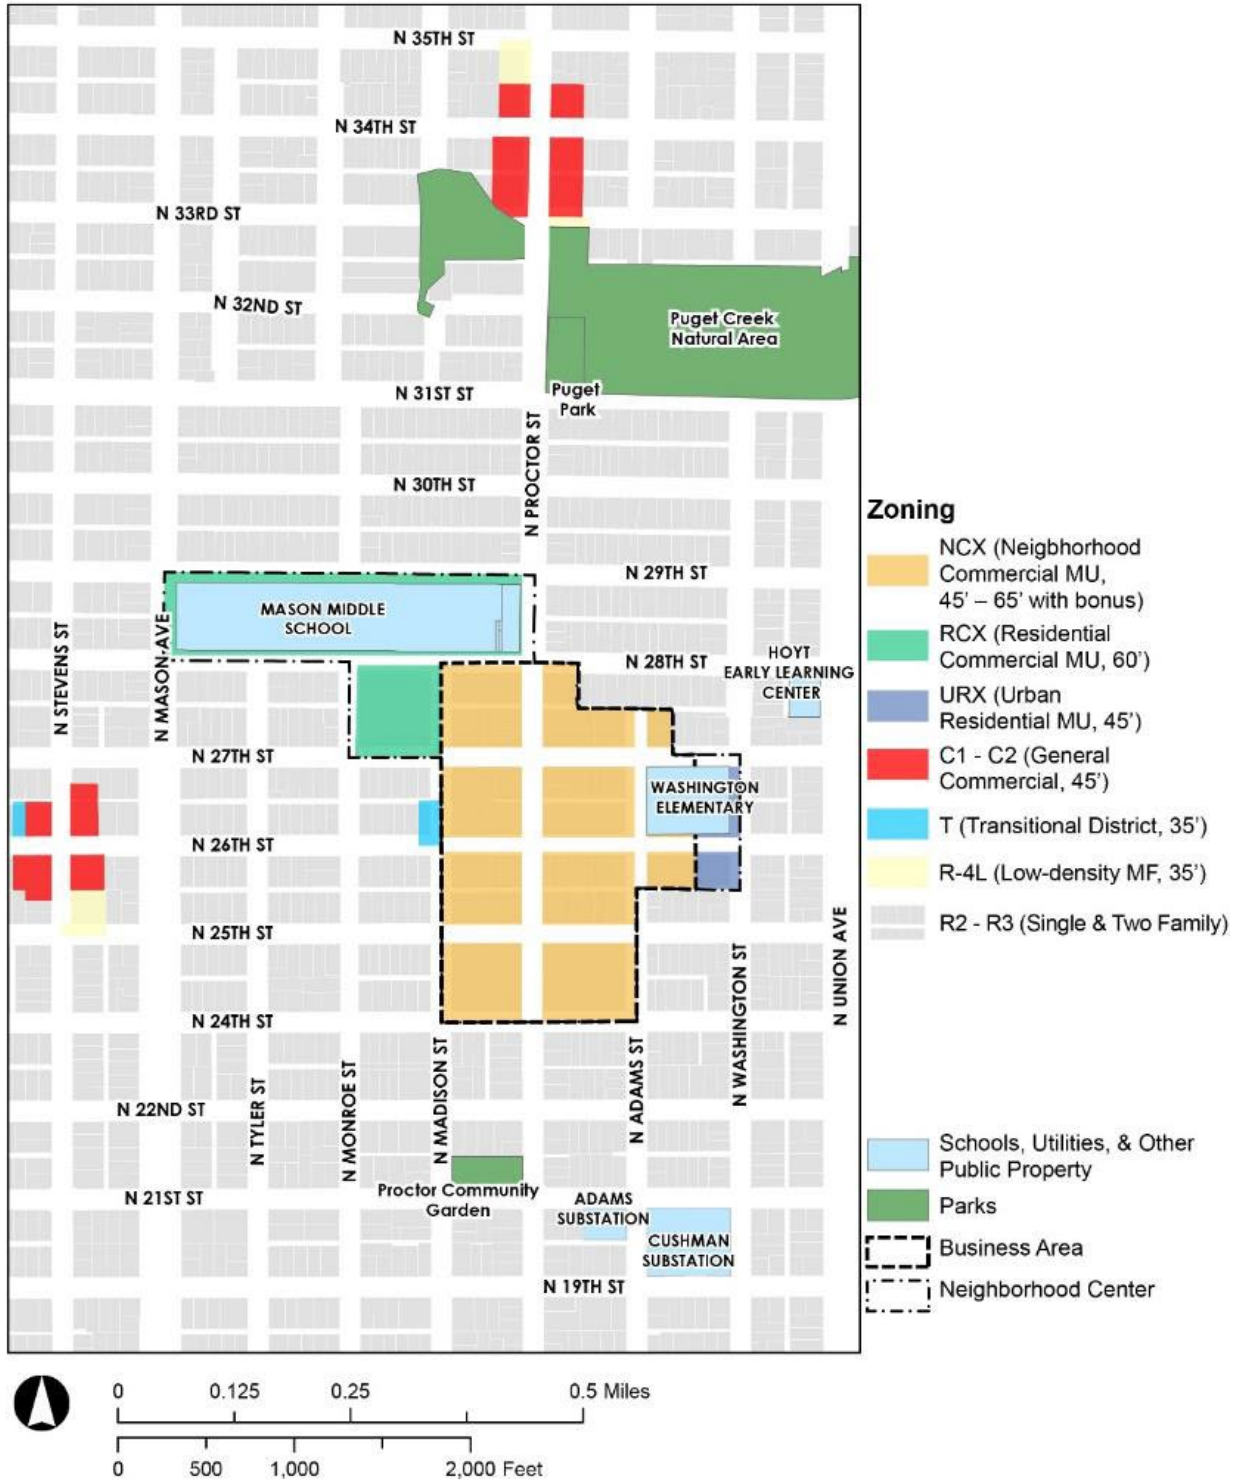 N 35TH ST
N 34TH ST
N 33RD ST
N 32ND ST
Puget Creek
Natural Area
Puget
Park
N 31ST ST
N PROCTOR ST
N 30TH ST
N 29TH ST
MASON MIDDLE
SCHOOL
N STEVENS ST
N MASON AVE
N 28TH ST
HOYT
EARLY LEARNING
CENTER
N 27TH ST
WASHINGTON
ELEMENTARY
N 26TH ST
N 25TH ST
N UNION AVE
N WASHINGTON ST
N 24TH ST
N TYLER ST
N MONROE ST
N MADISON ST
N ADAMS ST
N 22ND ST
N 21ST ST
Proctor Community
Garden
ADAMS
SUBSTATION
CUSHMAN
SUBSTATION
N 19TH ST
Zoning
NCX (Neigbhorhood
Commercial MU,
45' – 65' with bonus)
RCX (Residential
Commercial MU, 60')
URX (Urban
Residential MU, 45')
C1 - C2 (General
Commercial, 45')
T (Transitional District, 35')
R-4L (Low-density MF, 35')
R2 - R3 (Single & Two Family)
Schools, Utilities, & Other
Public Property
Parks
Business Area
Neighborhood Center
0 0.125 0.25 0.5 Miles
0 500 1,000 2,000 Feet